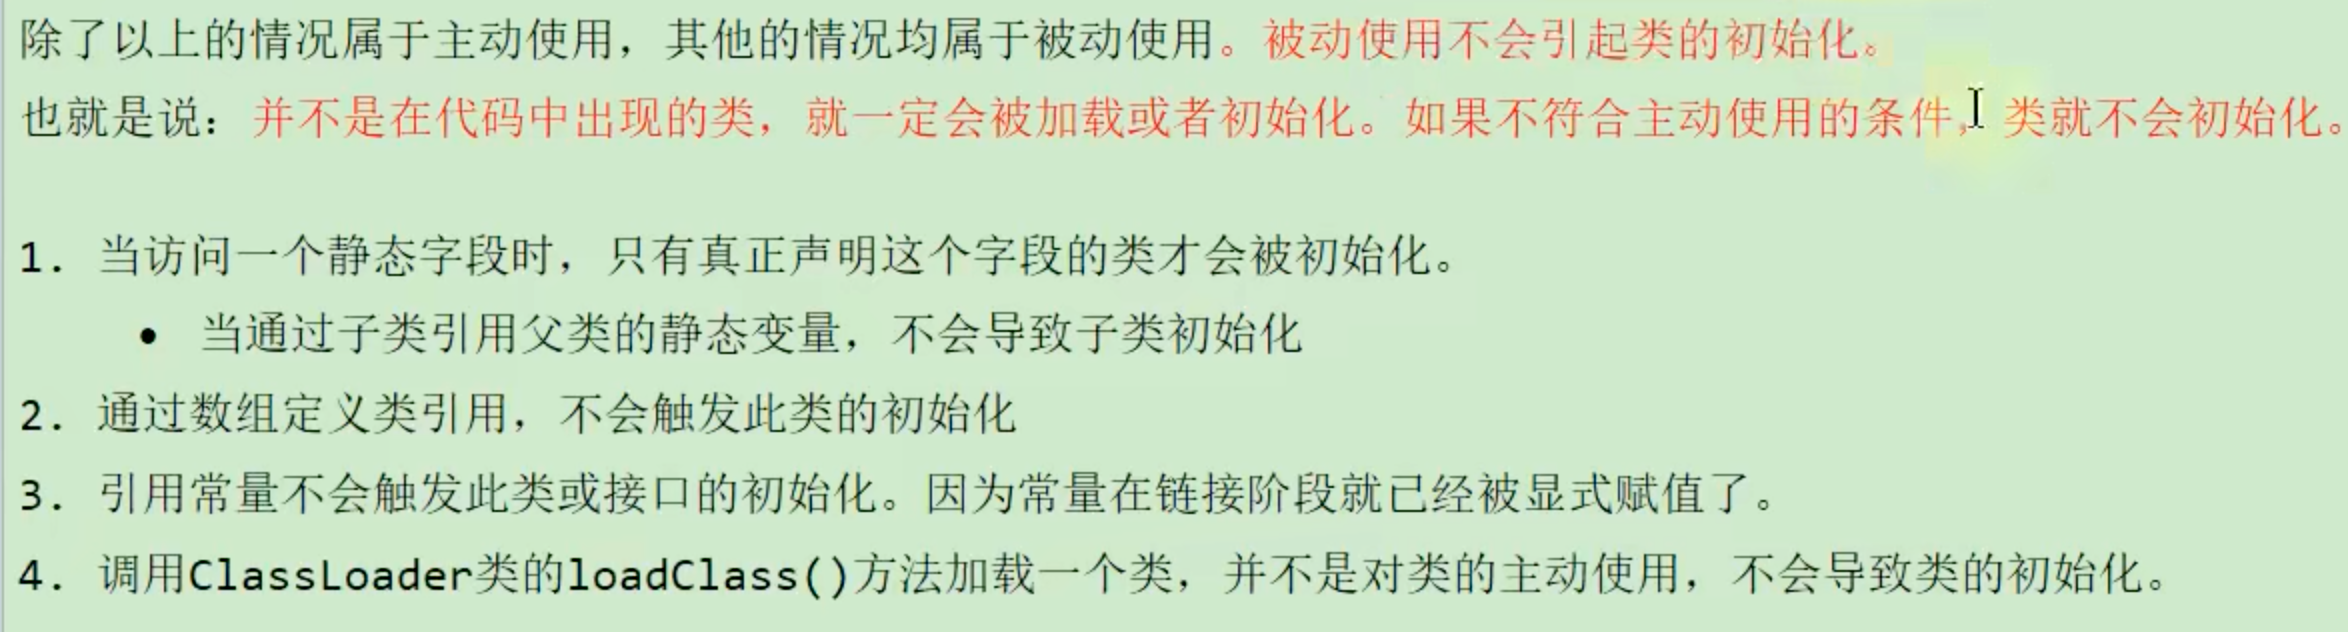 除了以上的情况属于主动使用，其他的情况均属于被动使用。被动使用不会引起类的初始化。
也就是说：并不是在代码中出现的类，就一定会被加载或者初始化。如果不符合主动使用的条件，类就不会初始化。
1. 当访问一个静态字段时，只有真正声明这个字段的类才会被初始化。
• 当通过子类引用父类的静态变量，不会导致子类初始化
2. 通过数组定义类引用，不会触发此类的初始化
3. 引用常量不会触发此类或接口的初始化。因为常量在链接阶段就已经被显式赋值了。
4. 调用ClassLoader类的loadClass()方法加载一个类，并不是对类的主动使用，不会导致类的初始化。